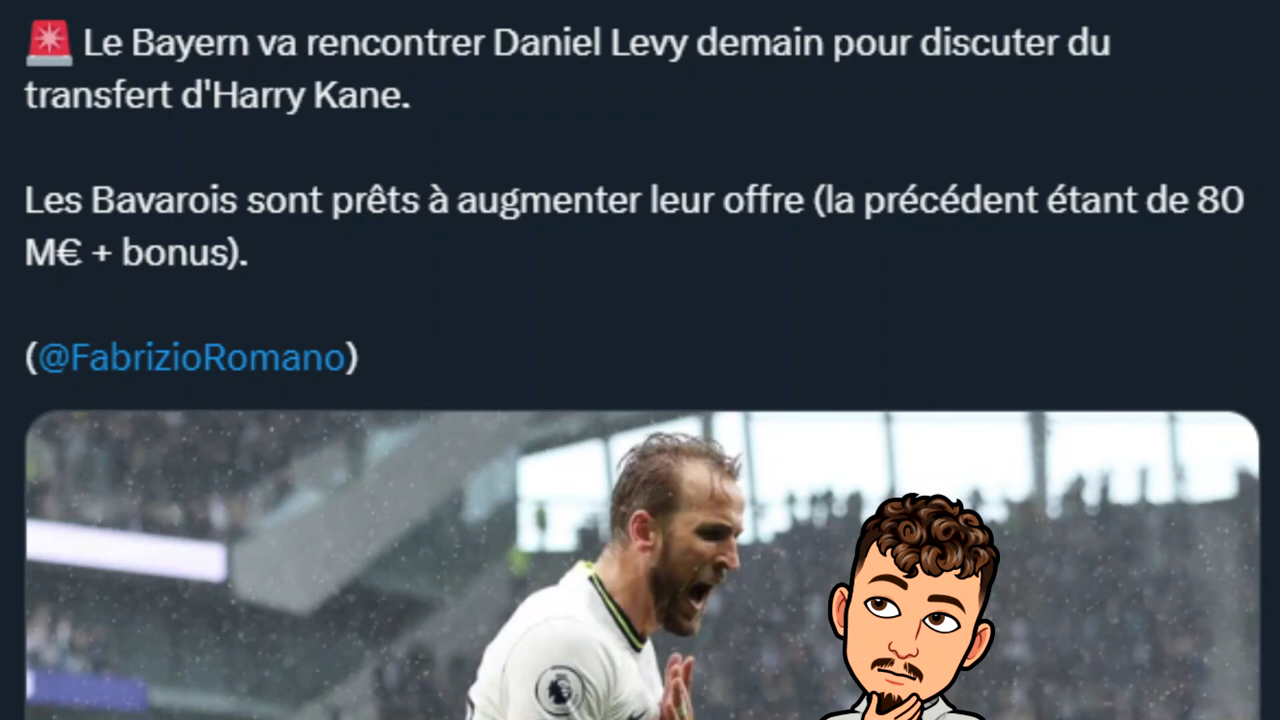 🚨 Le Bayern va rencontrer Daniel Levy demain pour discuter du
transfert d'Harry Kane.
Les Bavarois sont prêts à augmenter leur offre (la précédent étant de 80
M€ + bonus).
(@FabrizioRomano)